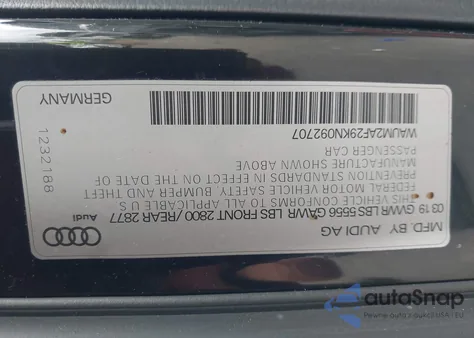 MFD. BY AUDI AG
03.19 GVWR LBS 5556 GAWR LBS FRONT 2800 / REAR 2877
THIS VEHICLE CONFORMS TO ALL APPLICABLE U S
FEDERAL MOTOR VEHICLE SAFETY, BUMPER AND THEFT
PREVENTION STANDARDS IN EFFECT ON THE DATE OF
MANUFACTURE SHOWN ABOVE
PASSENGER CAR
WAUM2AF29KN092707
GERMANY
Audi
1232188
autoSnap